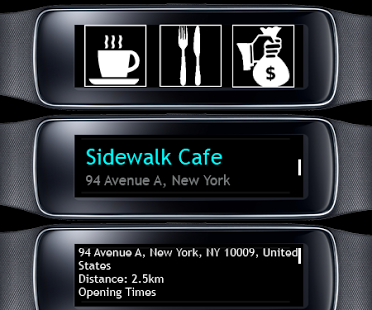 $
Sidewalk Cafe
94 Avenue A, New York
94 Avenue A, New York, NY 10009, United
States
Distance: 2.5km
Opening Times